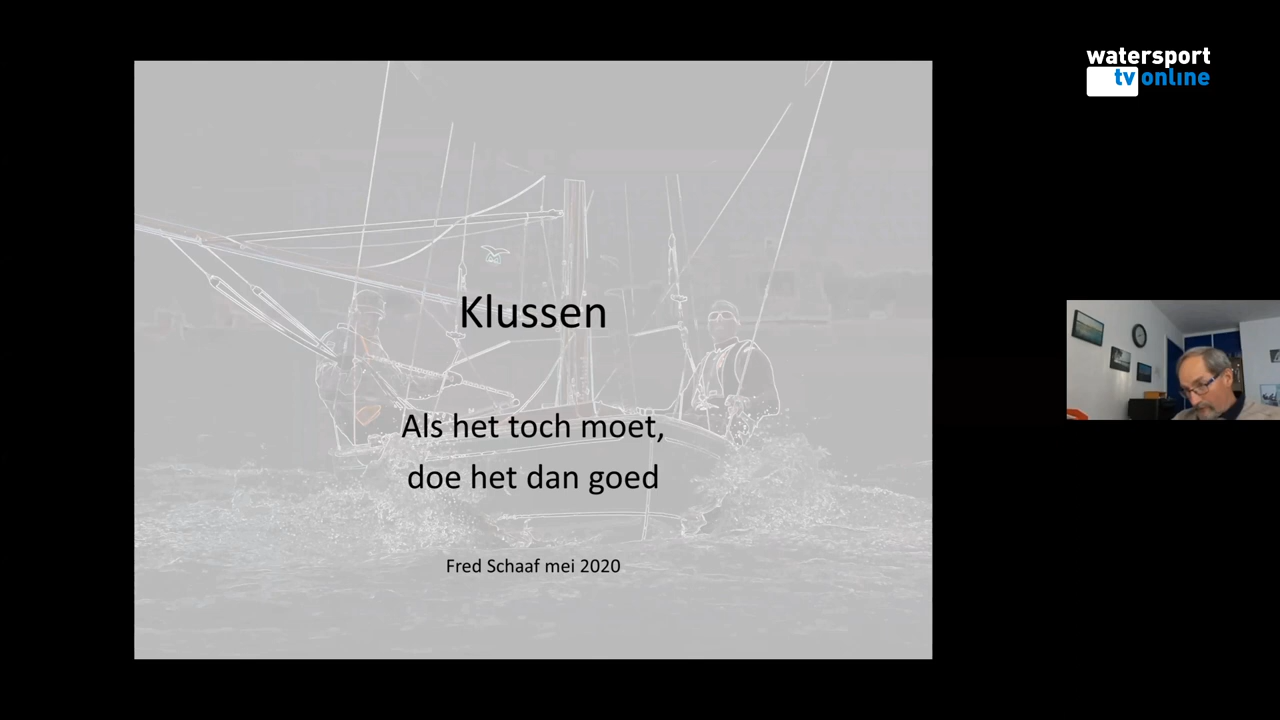 watersport
tv online
Klussen
Als het toch moet,
doe het dan goed
Fred Schaaf mei 2020